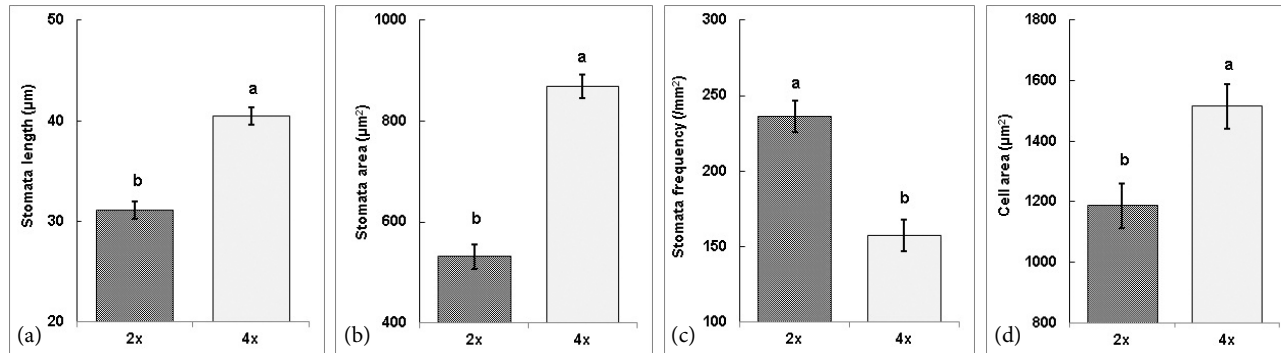 Stomata length (µm)
50
40
30
20
b
a
2x
4x
(a)
Stomata area (µm²)
1000
800
600
400
b
a
2x
4x
(b)
Stomata frequency (/mm²)
300
250
200
150
100
a
b
2x
4x
(c)
Cell area (µm²)
1800
1600
1400
1200
1000
800
b
a
2x
4x
(d)